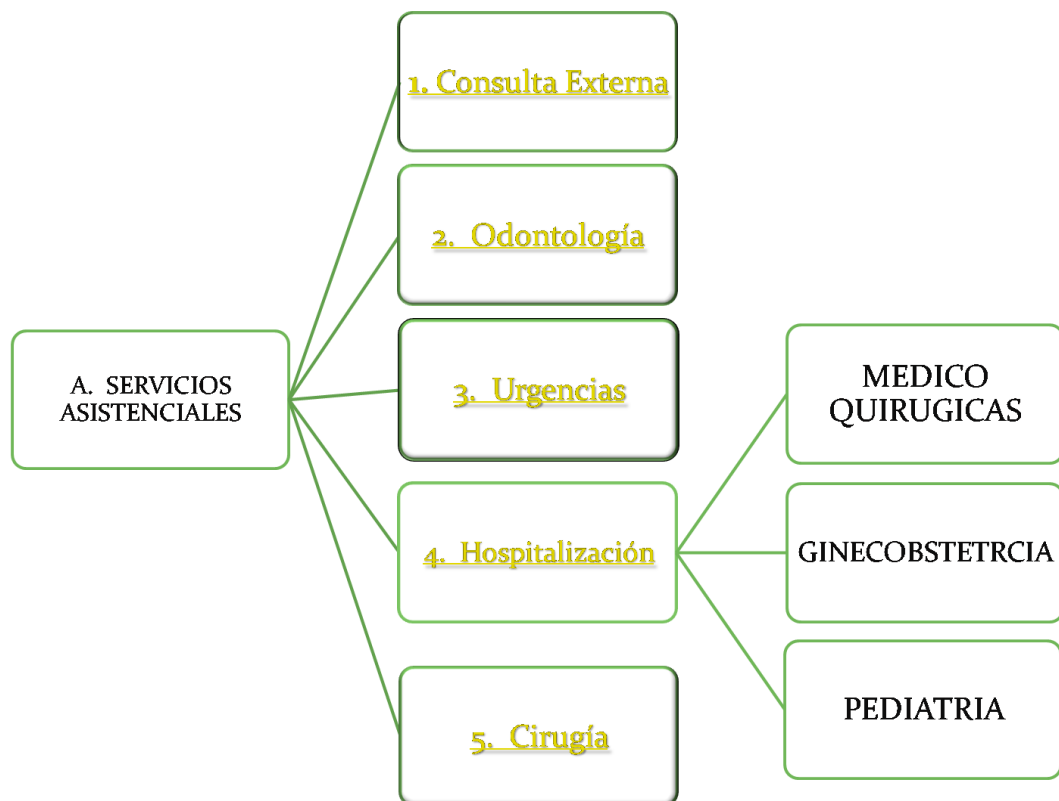 1. Consulta Externa
2. Odontología
3. Urgencias
A. SERVICIOS
ASISTENCIALES
4. Hospitalización
5. Cirugía
MEDICO
QUIRUGICAS
GINECOBSTETRCIA
PEDIATRIA